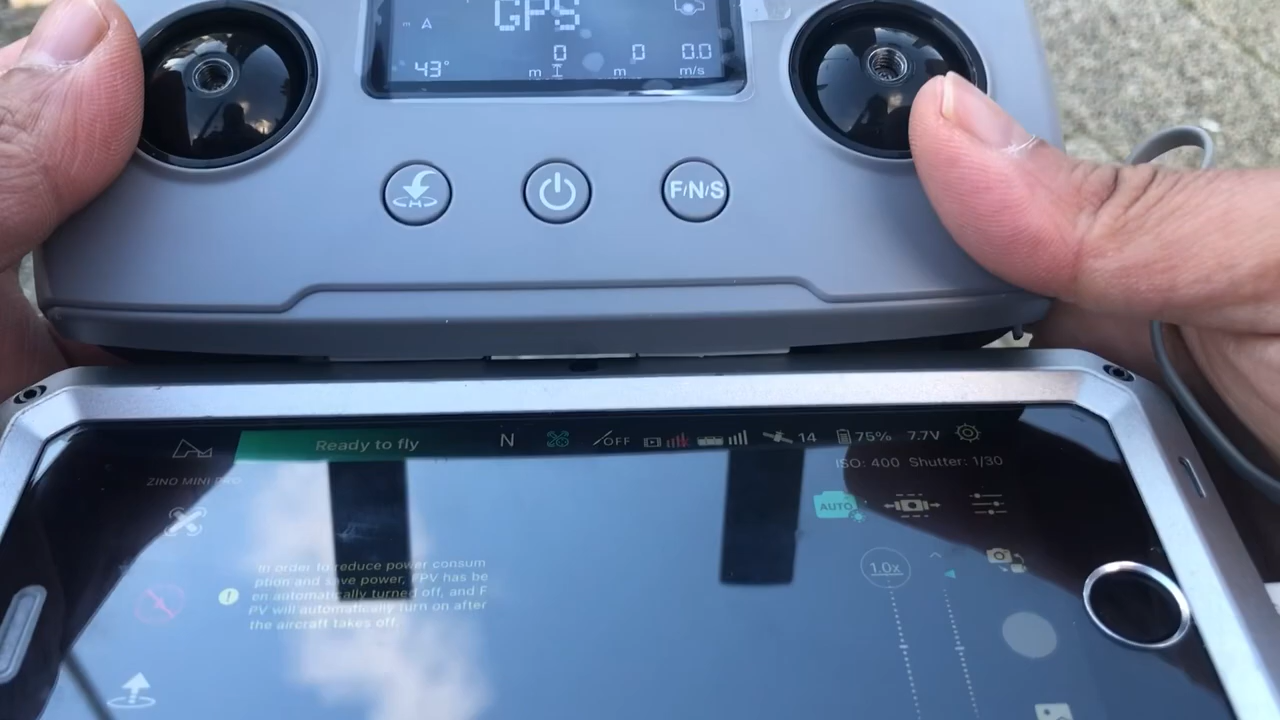 GPS
m A
0 0 0.0
43° m m m/s
F/N/S
Ready to fly N /OFF 14 75% 7.7V
ISO: 400 Shutter: 1/30
ZINO MINI PRO
AUTO
1.0x
In order to reduce power consum
ption and save power, FPV has be
en automatically turned off, and F
PV will automatically turn on after
the aircraft takes off.